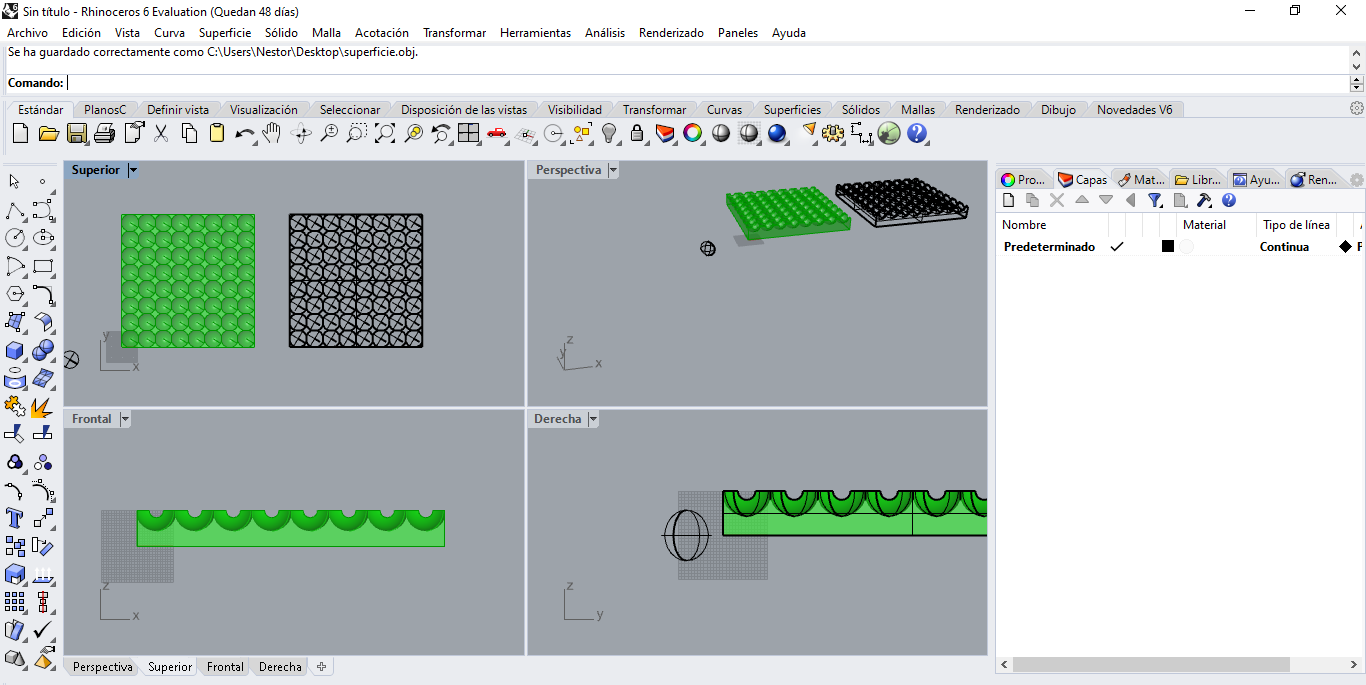 Sin título - Rhinoceros 6 Evaluation (Quedan 48 días)
Archivo Edición Vista Curva Superficie Sólido Malla Acotación Transformar Herramientas Análisis Renderizado Paneles Ayuda
Se ha guardado correctamente como C:\Users\Nestor\Desktop\superficie.obj.
Comando:
Estándar PlanosC Definir vista Visualización Seleccionar Disposición de las vistas Visibilidad Transformar Curvas Superficies Sólidos Mallas Renderizado Dibujo Novedades V6
Superior
Perspectiva
Pro... Capas Mat... Libr... Ayu... Ren...
Nombre Material Tipo de línea
Predeterminado Continua
y
x
z
y
x
Frontal
Derecha
z
x
z
y
Perspectiva Superior Frontal Derecha